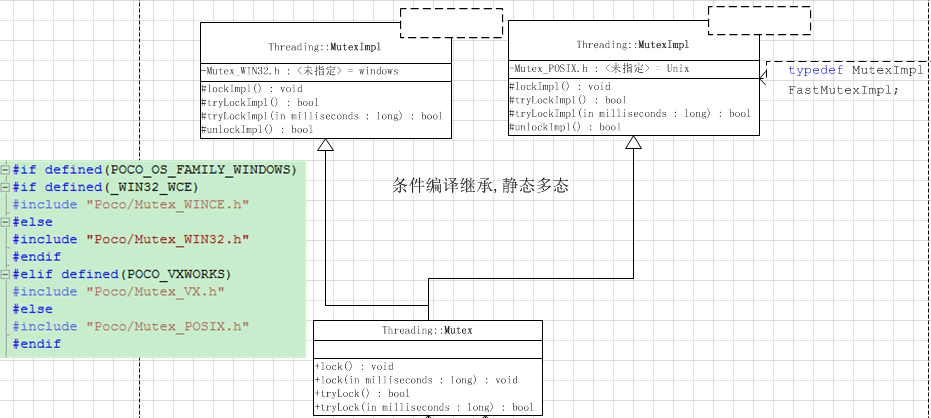 Threading::MutexImpl
-Mutex_WIN32.h : <未指定> = windows
#lockImpl() : void
#tryLockImpl() : bool
#tryLockImpl(in milliseconds : long) : bool
#unlockImpl() : bool
Threading::MutexImpl
-Mutex_POSIX.h : <未指定> = Unix
#lockImpl() : void
#tryLockImpl() : bool
#tryLockImpl(in milliseconds : long) : bool
#unlockImpl() : bool
typedef MutexImpl
FastMutexImpl;
条件编译继承,静态多态
#if defined(POCO_OS_FAMILY_WINDOWS)
#if defined(_WIN32_WCE)
#include "Poco/Mutex_WINCE.h"
#else
#include "Poco/Mutex_WIN32.h"
#endif
#elif defined(POCO_VXWORKS)
#include "Poco/Mutex_VX.h"
#else
#include "Poco/Mutex_POSIX.h"
#endif
Threading::Mutex
+lock() : void
+lock(in milliseconds : long) : void
+tryLock() : bool
+tryLock(in milliseconds : long) : bool